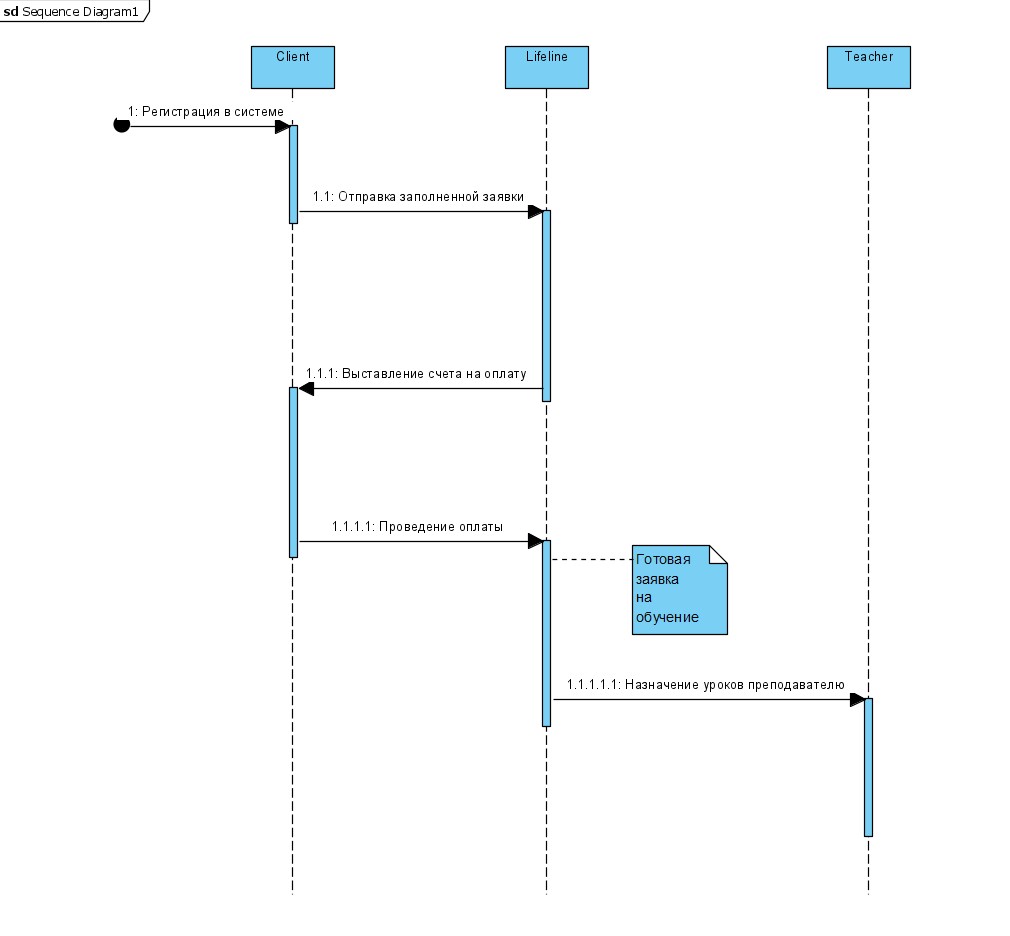 sd Sequence Diagram1
Client
Lifeline
Teacher
1: Регистрация в системе
1.1: Отправка заполненной заявки
1.1.1: Выставление счета на оплату
1.1.1.1: Проведение оплаты
Готовая
заявка
на
обучение
1.1.1.1.1: Назначение уроков преподавателю